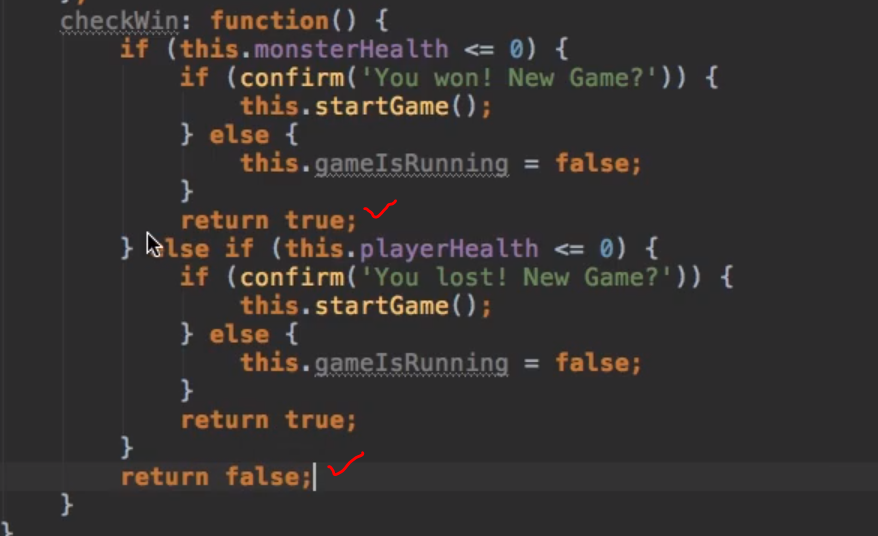 };
checkWin: function() {
if (this.monsterHealth <= 0) {
if (confirm('You won! New Game?')) {
this.startGame();
} else {
this.gameIsRunning = false;
}
return true;
} else if (this.playerHealth <= 0) {
if (confirm('You lost! New Game?')) {
this.startGame();
} else {
this.gameIsRunning = false;
}
return true;
}
return false;
}
}